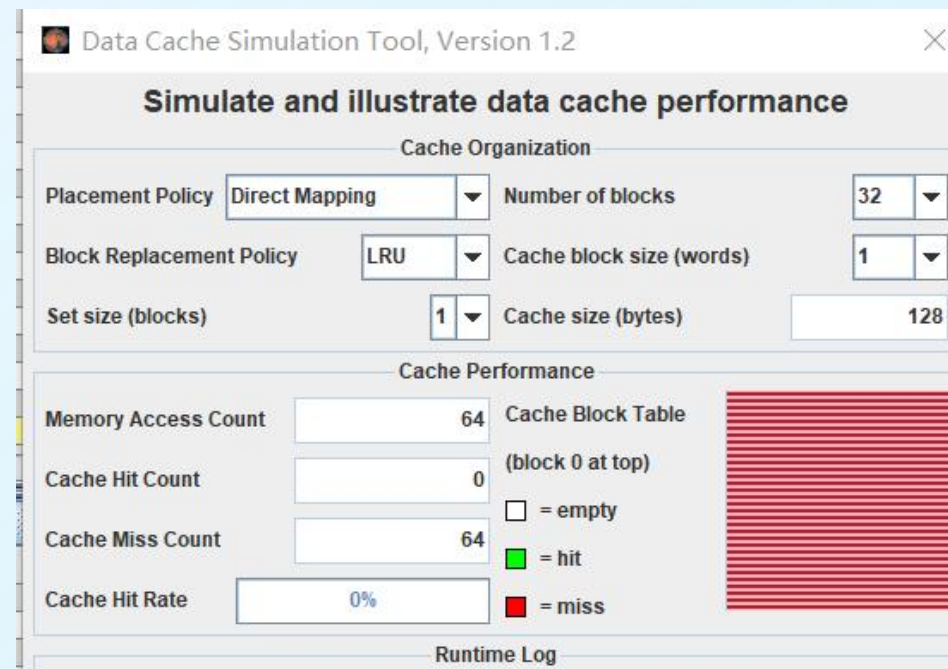 Data Cache Simulation Tool, Version 1.2
Simulate and illustrate data cache performance
Cache Organization
Placement Policy Direct Mapping Number of blocks 32
Block Replacement Policy LRU Cache block size (words) 1
Set size (blocks) 1 Cache size (bytes) 128
Cache Performance
Memory Access Count 64 Cache Block Table
(block 0 at top)
Cache Hit Count 0
= empty
Cache Miss Count 64
= hit
Cache Hit Rate 0%
= miss
Runtime Log